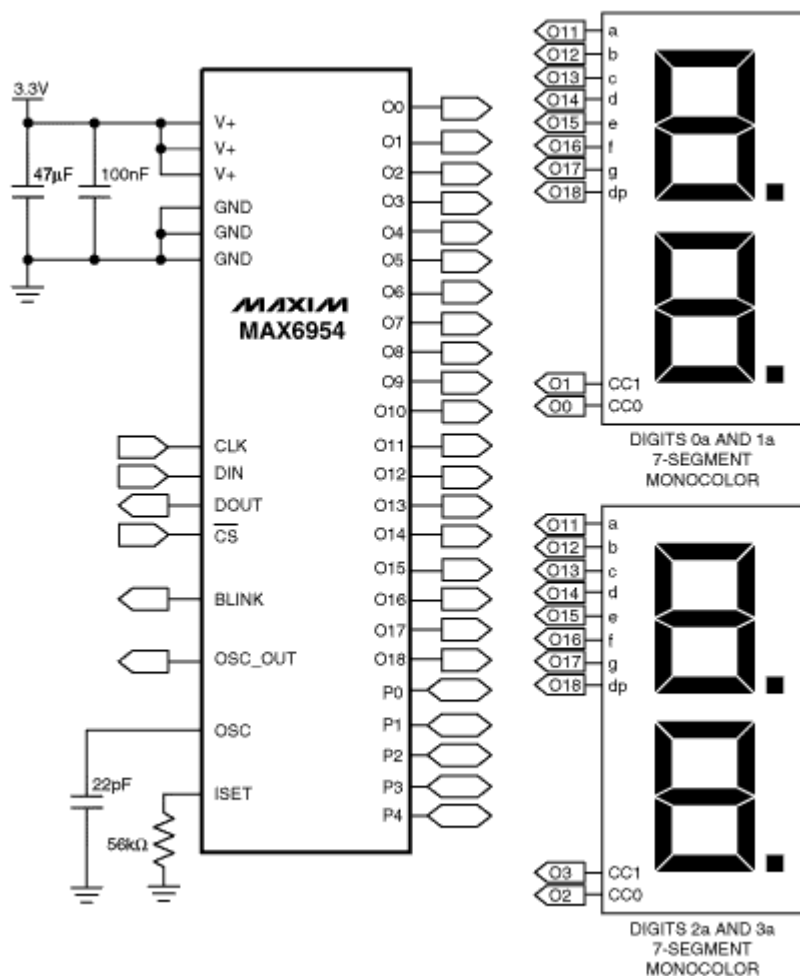 3.3V
47μF
100nF
V+
V+
V+
GND
GND
GND
MAXIM
MAX6954
CLK
DIN
DOUT
CS
BLINK
OSC_OUT
OSC
ISET
22pF
56kΩ
O0
O1
O2
O3
O4
O5
O6
O7
O8
O9
O10
O11
O12
O13
O14
O15
O16
O17
O18
P0
P1
P2
P3
P4
O11 a
O12 b
O13 c
O14 d
O15 e
O16 f
O17 g
O18 dp
O1 CC1
O0 CC0
DIGITS 0a AND 1a
7-SEGMENT
MONOCOLOR
O11 a
O12 b
O13 c
O14 d
O15 e
O16 f
O17 g
O18 dp
O3 CC1
O2 CC0
DIGITS 2a AND 3a
7-SEGMENT
MONOCOLOR